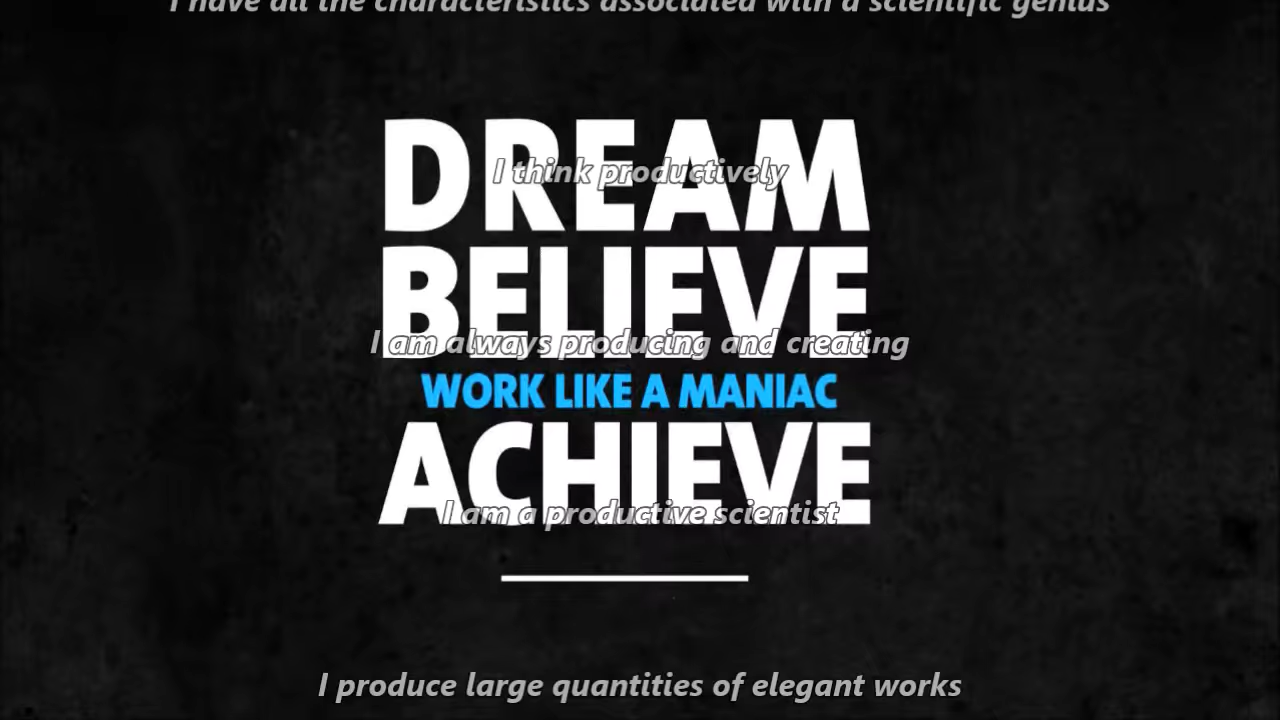 I have all the characteristics associated with a scientific genius
DREAM
I think productively
BELIEVE
I am always producing and creating
WORK LIKE A MANIAC
ACHIEVE
I am a productive scientist
I produce large quantities of elegant works